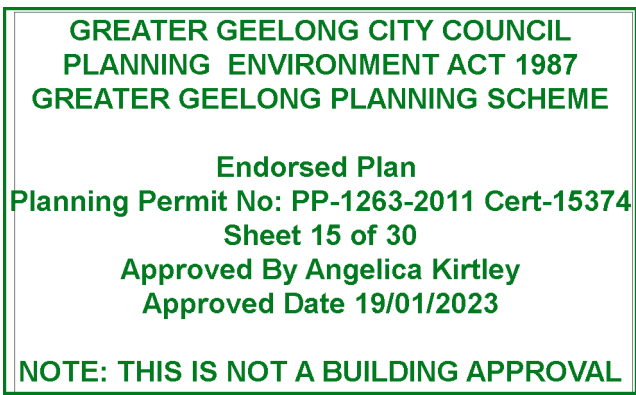 GREATER GEELONG CITY COUNCIL
PLANNING  ENVIRONMENT ACT 1987
GREATER GEELONG PLANNING SCHEME
Endorsed Plan
Planning Permit No: PP-1263-2011 Cert-15374
Sheet 15 of 30
Approved By Angelica Kirtley
Approved Date 19/01/2023
NOTE: THIS IS NOT A BUILDING APPROVAL